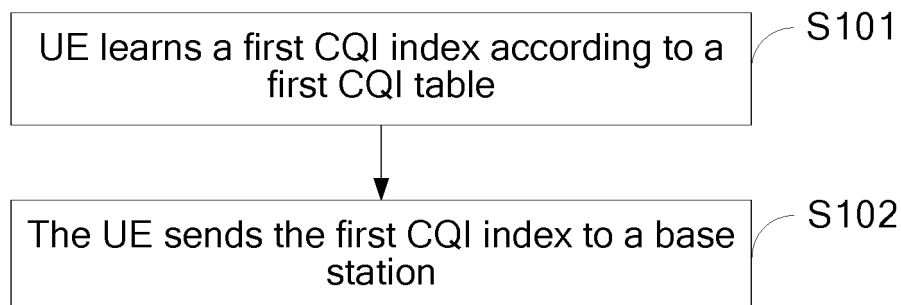 UE learns a first CQI index according to a
first CQI table
S101
The UE sends the first CQI index to a base
station
S102